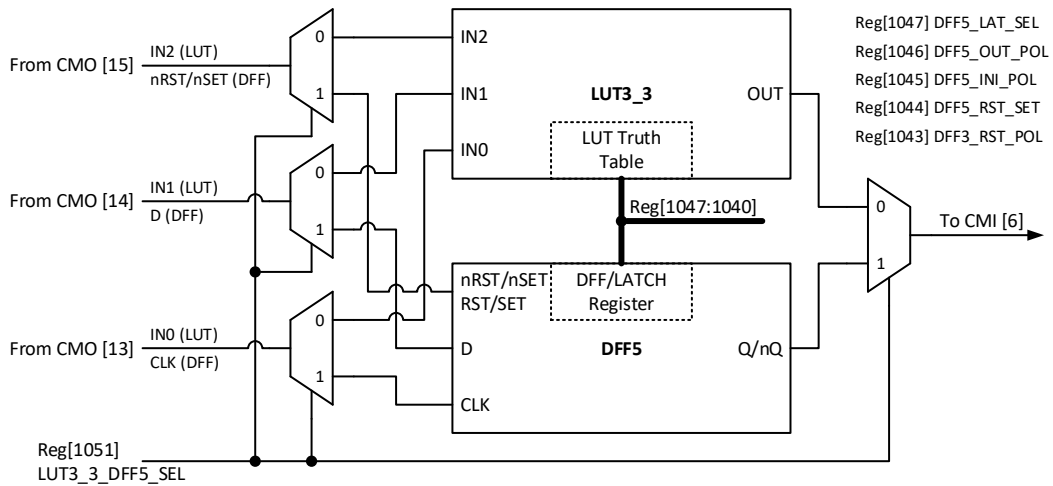 From CMO [15]
IN2 (LUT)
nRST/nSET (DFF)
0
1
From CMO [14]
IN1 (LUT)
D (DFF)
0
1
From CMO [13]
IN0 (LUT)
CLK (DFF)
0
1
Reg[1051]
LUT3_3_DFF5_SEL
IN2
IN1
IN0
LUT3_3
OUT
LUT Truth
Table
Reg[1047:1040]
nRST/nSET
RST/SET
DFF/LATCH
Register
D
DFF5
Q/nQ
CLK
Reg[1047] DFF5_LAT_SEL
Reg[1046] DFF5_OUT_POL
Reg[1045] DFF5_INI_POL
Reg[1044] DFF5_RST_SET
Reg[1043] DFF3_RST_POL
0
1
To CMI [6]